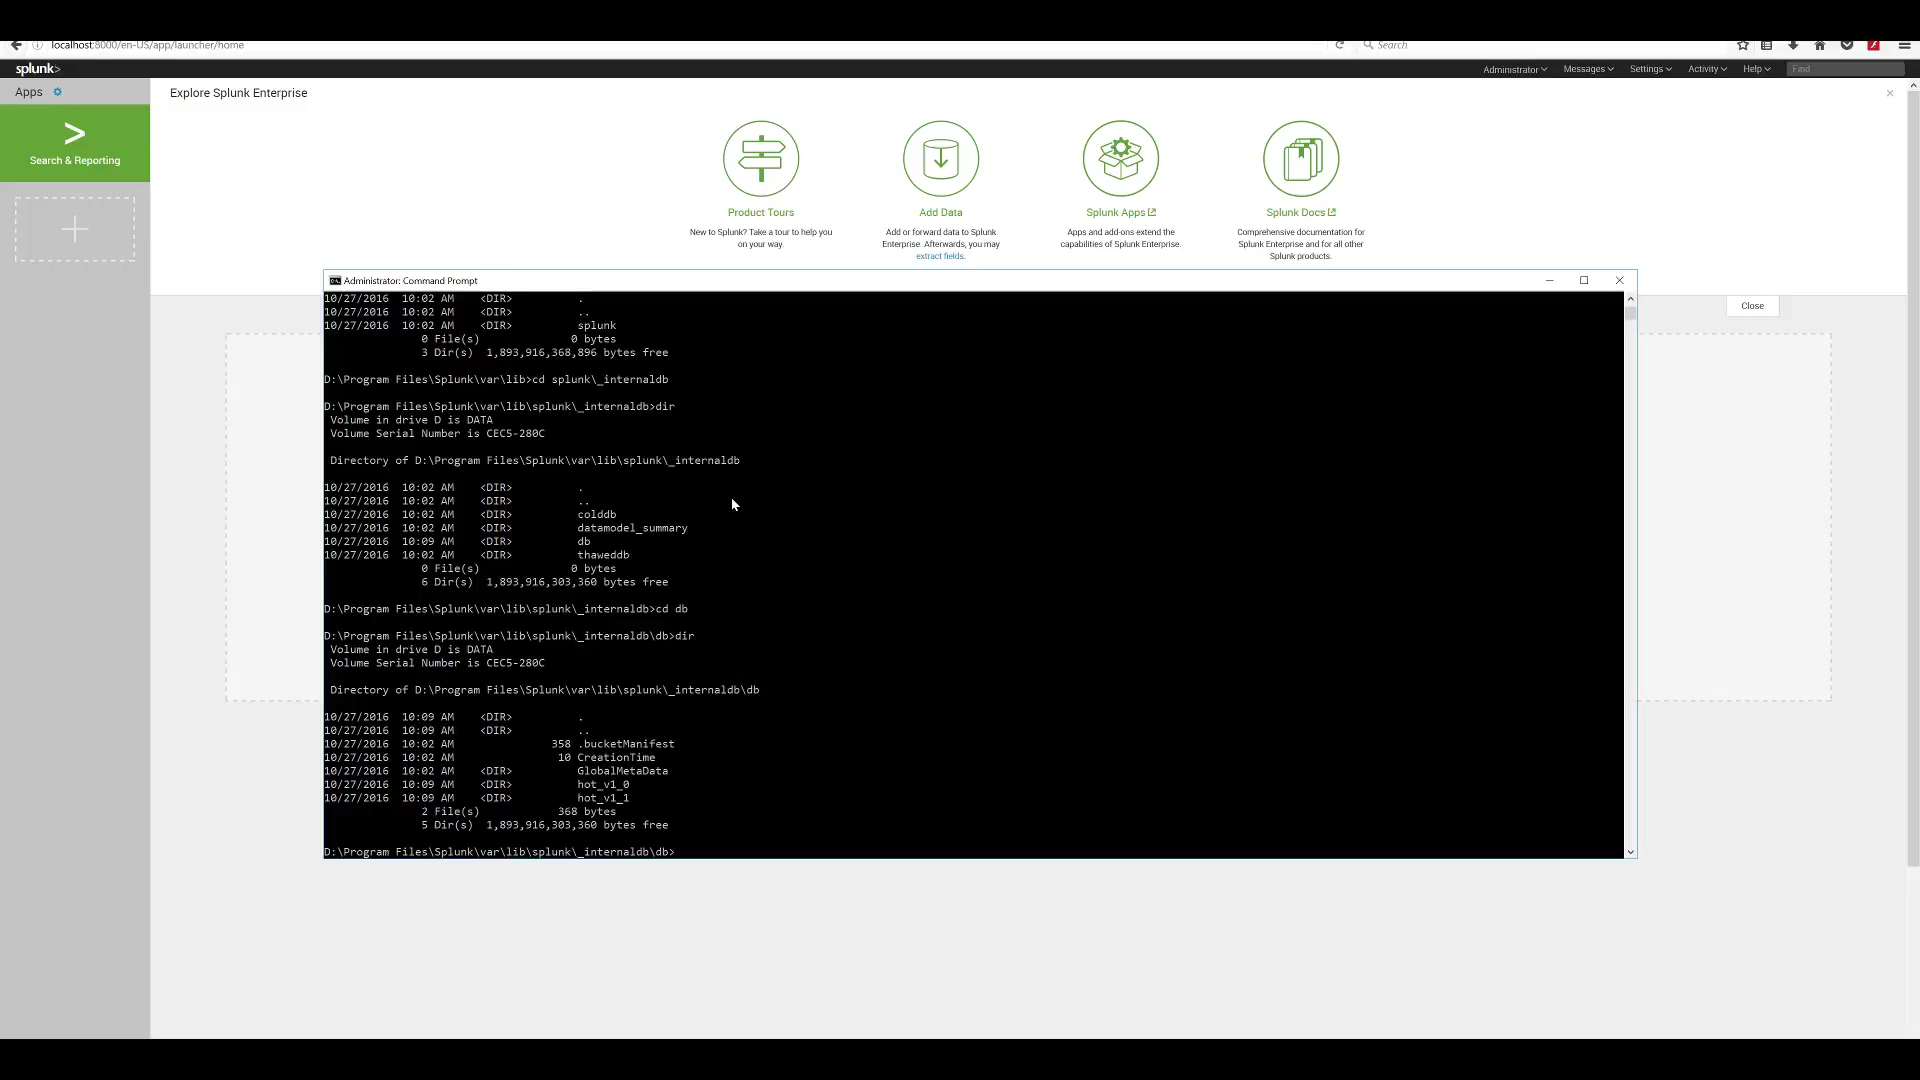 localhost:8000/en-US/app/launcher/home
Search
splunk>
Administrator
Messages
Settings
Activity
Help
Find
Apps
Explore Splunk Enterprise
>
Search & Reporting
Product Tours
Add Data
Splunk Apps
Splunk Docs
New to Splunk? Take a tour to help you
on your way.
Add or forward data to Splunk
Enterprise. Afterwards, you may
extract fields.
Apps and add-ons extend the
capabilities of Splunk Enterprise.
Comprehensive documentation for
Splunk Enterprise and for all other
Splunk products.
Close
Administrator: Command Prompt
10/27/2016  10:02 AM    <DIR>          .
10/27/2016  10:02 AM    <DIR>          ..
10/27/2016  10:02 AM    <DIR>          splunk
0 File(s)              0 bytes
3 Dir(s)  1,893,916,368,896 bytes free
D:\Program Files\Splunk\var\lib>cd splunk\_internaldb
D:\Program Files\Splunk\var\lib\splunk\_internaldb>dir
Volume in drive D is DATA
Volume Serial Number is CEC5-280C
Directory of D:\Program Files\Splunk\var\lib\splunk\_internaldb
10/27/2016  10:02 AM    <DIR>          .
10/27/2016  10:02 AM    <DIR>          ..
10/27/2016  10:02 AM    <DIR>          colddb
10/27/2016  10:02 AM    <DIR>          datamodel_summary
10/27/2016  10:09 AM    <DIR>          db
10/27/2016  10:02 AM    <DIR>          thaweddb
0 File(s)              0 bytes
6 Dir(s)  1,893,916,303,360 bytes free
D:\Program Files\Splunk\var\lib\splunk\_internaldb>cd db
D:\Program Files\Splunk\var\lib\splunk\_internaldb\db>dir
Volume in drive D is DATA
Volume Serial Number is CEC5-280C
Directory of D:\Program Files\Splunk\var\lib\splunk\_internaldb\db
10/27/2016  10:09 AM    <DIR>          .
10/27/2016  10:09 AM    <DIR>          ..
10/27/2016  10:02 AM               358 .bucketManifest
10/27/2016  10:02 AM                10 CreationTime
10/27/2016  10:02 AM    <DIR>          GlobalMetaData
10/27/2016  10:09 AM    <DIR>          hot_v1_0
10/27/2016  10:09 AM    <DIR>          hot_v1_1
2 File(s)            368 bytes
5 Dir(s)  1,893,916,303,360 bytes free
D:\Program Files\Splunk\var\lib\splunk\_internaldb\db>